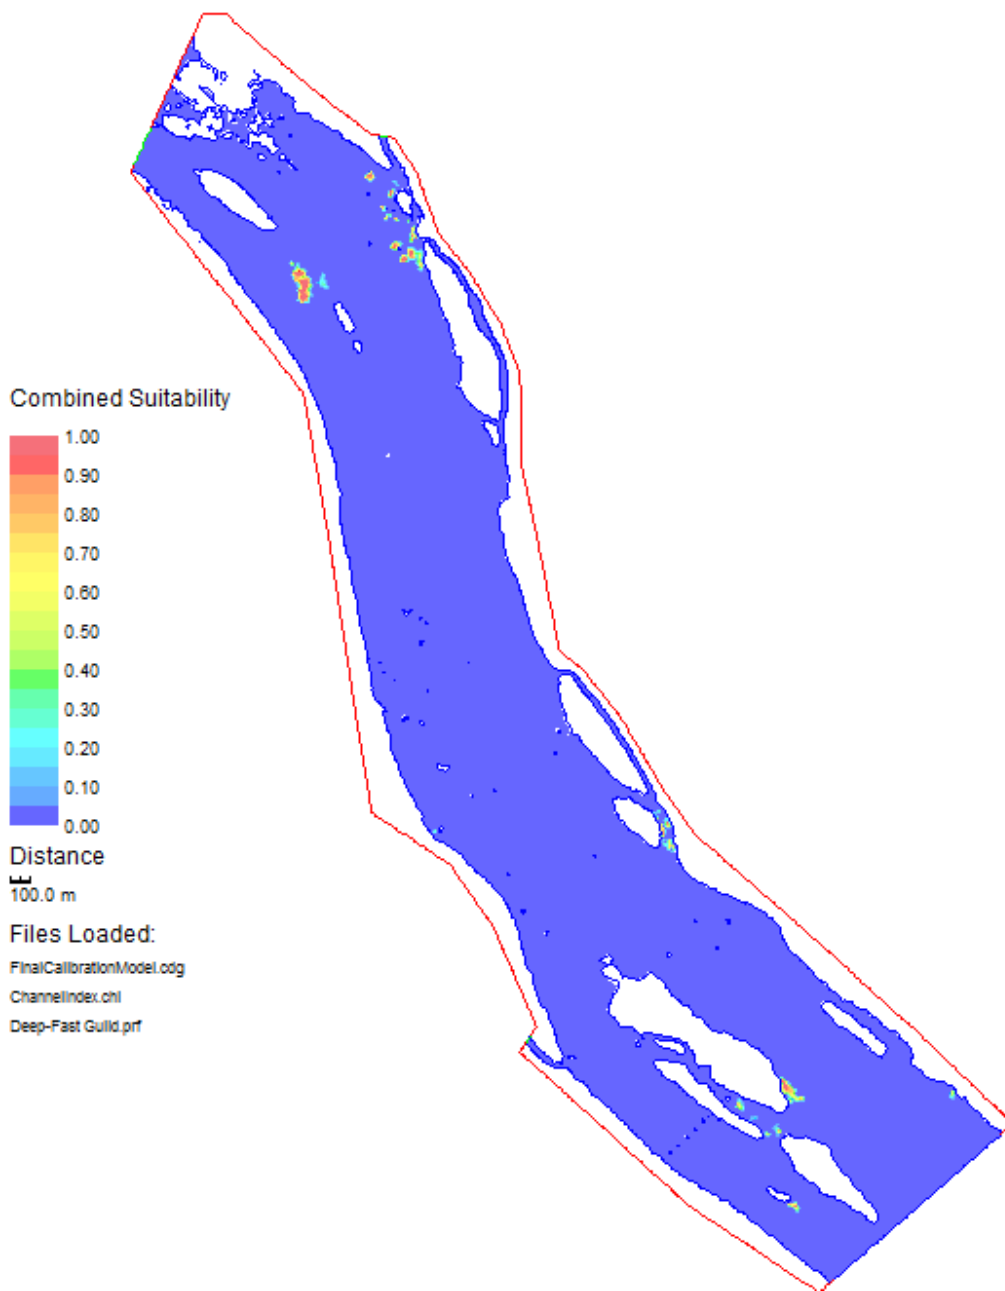 Combined Suitability
1.00
0.90
0.80
0.70
0.60
0.50
0.40
0.30
0.20
0.10
0.00
Distance
100.0 m
Files Loaded:
FinalCalibrationModel.cdg
ChannelIndex.chi
Deep-Fast Guild.prf